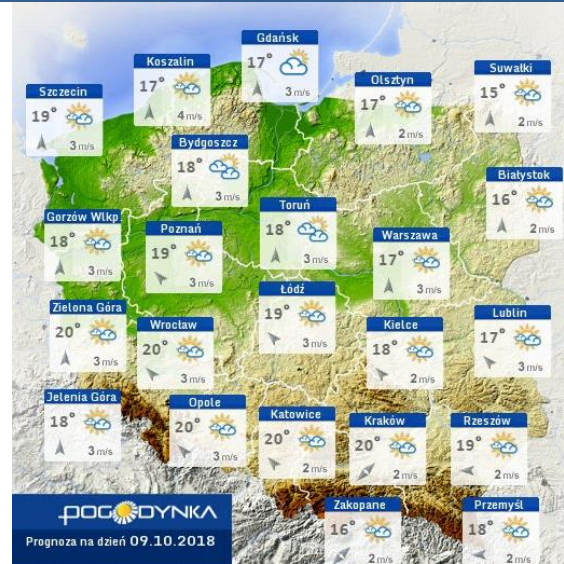 Gdańsk
17°
3 m/s
Koszalin
17°
4 m/s
Suwałki
15°
2 m/s
Olsztyn
17°
2 m/s
Szczecin
19°
3 m/s
Bydgoszcz
18°
3 m/s
Białystok
16°
2 m/s
Toruń
18°
3 m/s
Gorzów Wlkp
18°
3 m/s
Poznań
19°
3 m/s
Warszawa
17°
3 m/s
Łódź
19°
3 m/s
Zielona Góra
20°
3 m/s
Wrocław
20°
3 m/s
Kielce
18°
2 m/s
Lublin
17°
3 m/s
Jelenia Góra
18°
3 m/s
Opole
20°
3 m/s
Katowice
20°
2 m/s
Kraków
20°
2 m/s
Rzeszów
19°
2 m/s
Zakopane
16°
2 m/s
Przemyśl
18°
2 m/s
POGODYNKA
Prognoza na dzień 09.10.2018